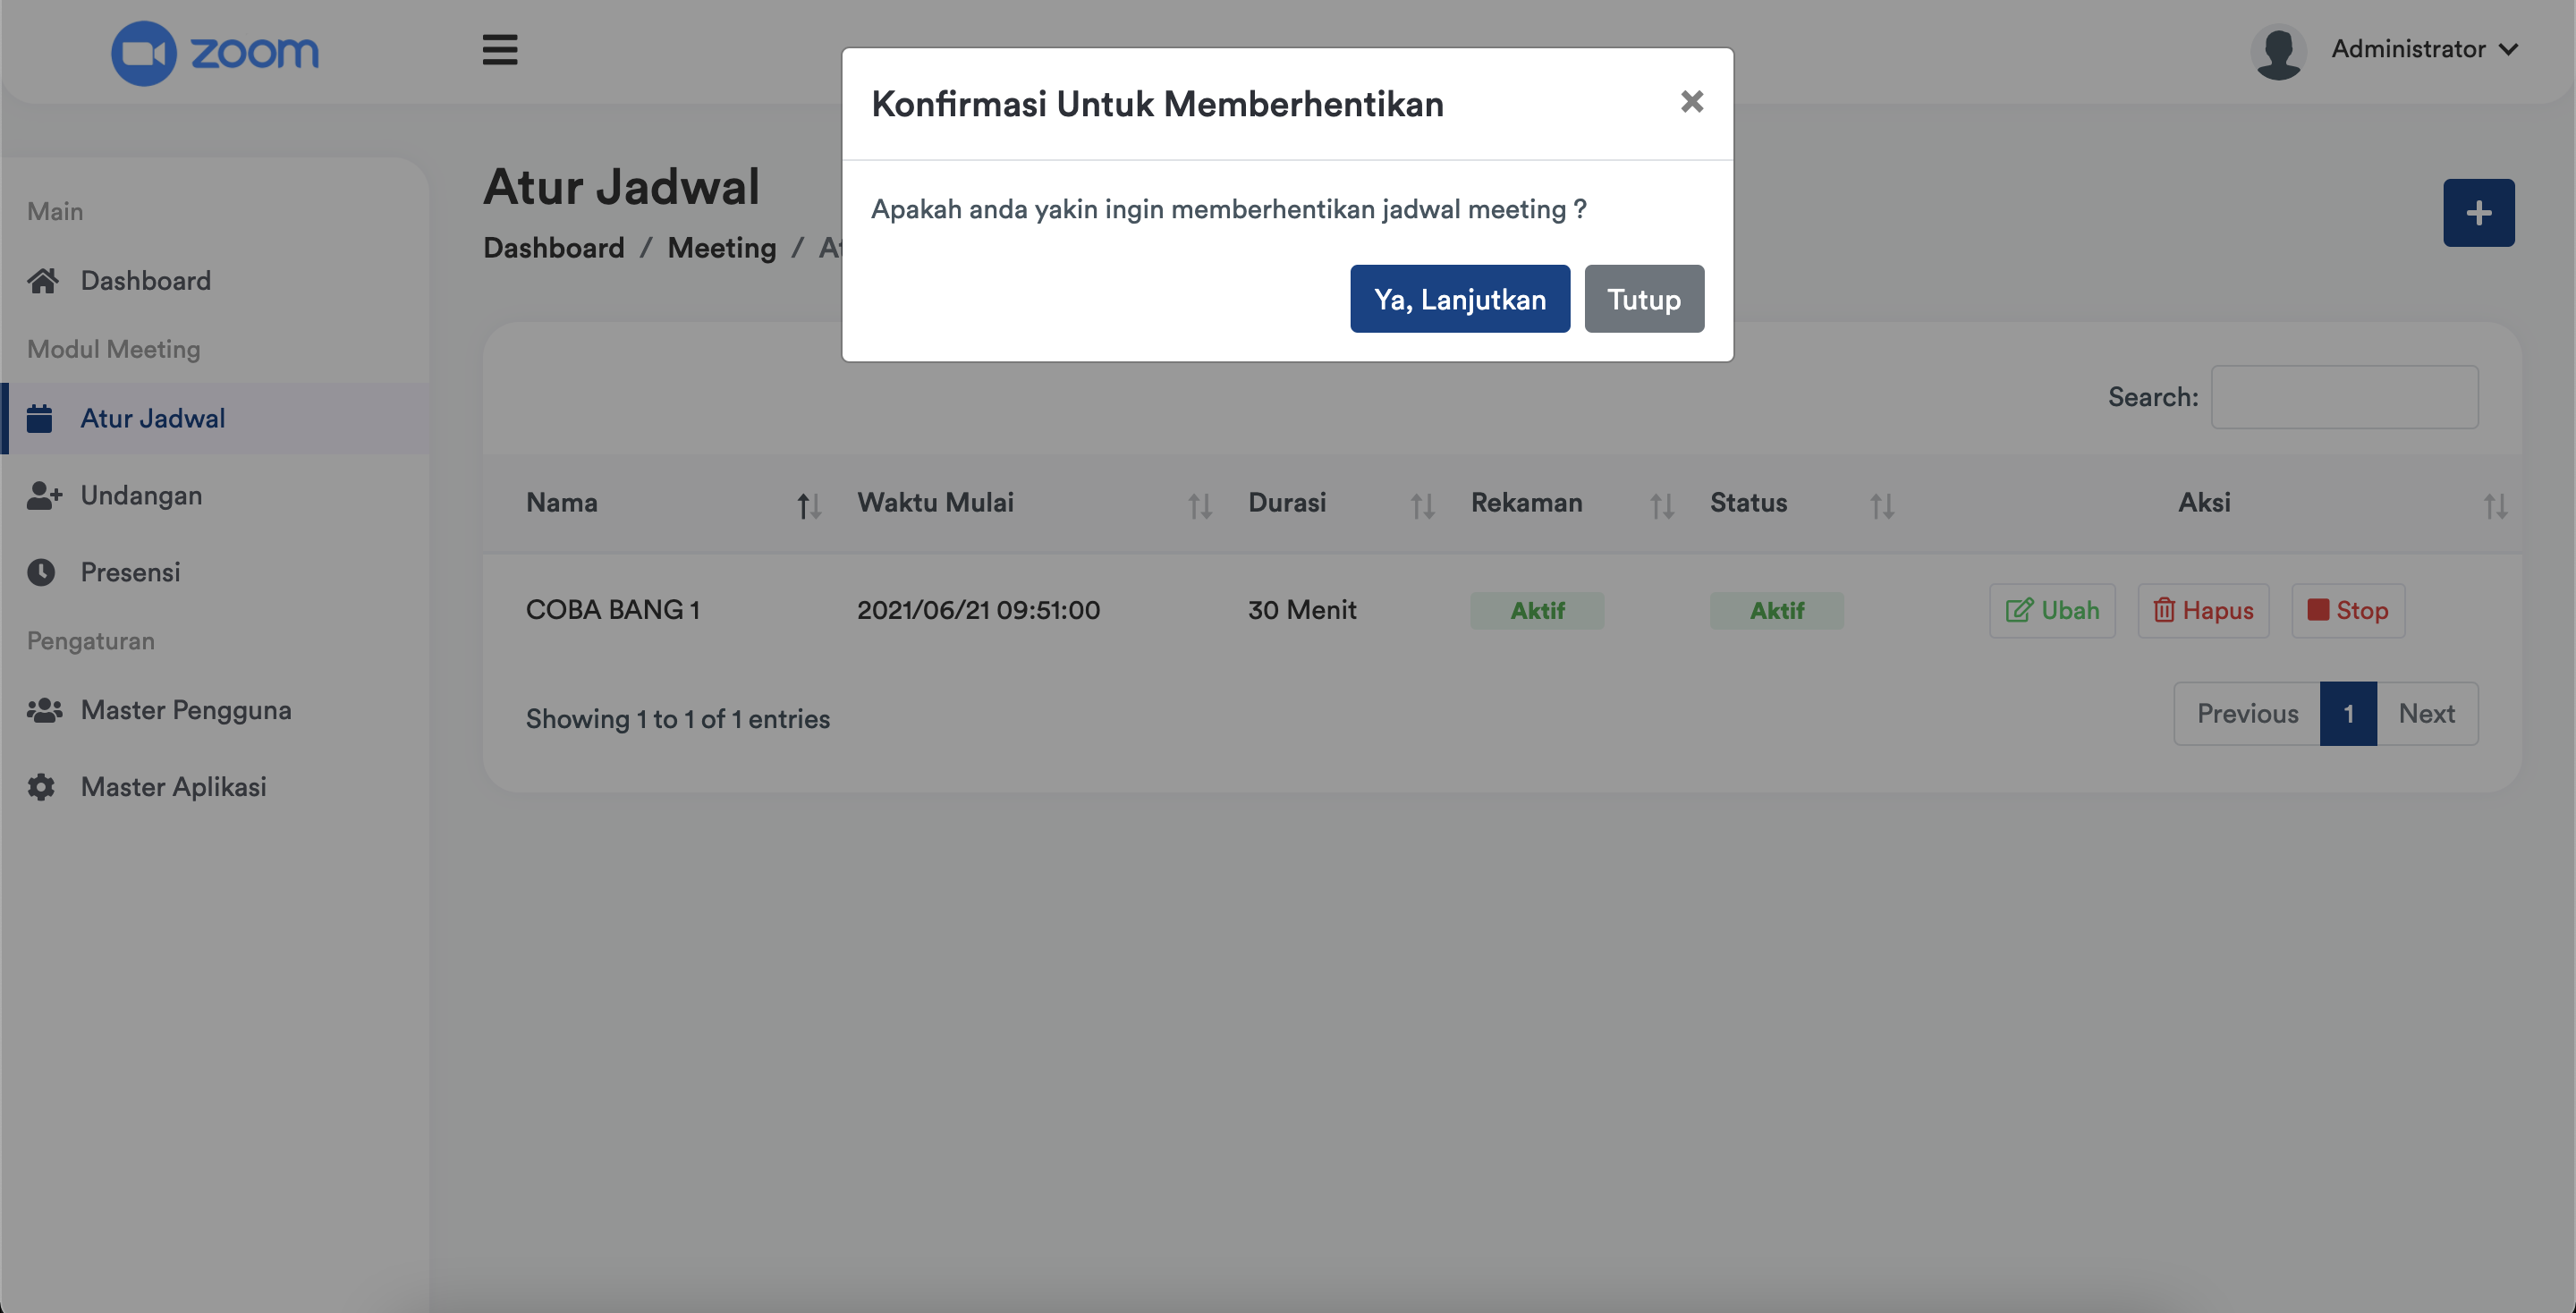 zoom
Administrator
Konfirmasi Untuk Memberhentikan
Apakah anda yakin ingin memberhentikan jadwal meeting ?
Ya, Lanjutkan
Tutup
Main
Dashboard
Modul Meeting
Atur Jadwal
Undangan
Presensi
Pengaturan
Master Pengguna
Master Aplikasi
Atur Jadwal
Dashboard / Meeting /
Search:
Nama Waktu Mulai Durasi Rekaman Status Aksi
COBA BANG 1 2021/06/21 09:51:00 30 Menit Aktif Aktif Ubah Hapus Stop
Showing 1 to 1 of 1 entries
Previous 1 Next